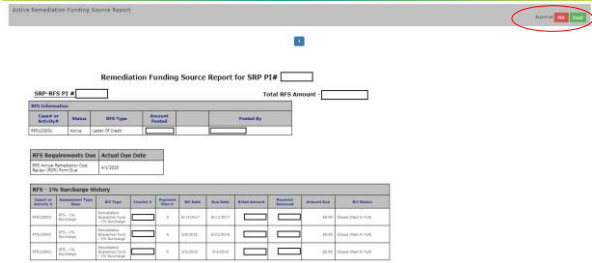 Active Remediation Funding Source Report
Export as PDF Excel
1
Remediation Funding Source Report for SRP PI#
SRP-RFS PI # Total RFS Amount -
RFS Information
Case# or Activity# Status RFS Type Amount Posted Posted By
Active Letter Of Credit
RFS Requirements Due Actual Due Date
RFS Annual Remediation Cost Review (RCR) Form Due 4/1/2020
RFS - 1% Surcharge History
Case# or Activity # Assessment Type Desc Bill Type Invoice # Payment Plan # Bill Date Due Date Billed Amount Payment Received Amount Due Bill Status
RFS - 1% Surcharge Remediation Guarantee Fund - 1% Surcharge 0 $0.00 Closed (Paid in Full)
RFS - 1% Surcharge Remediation Guarantee Fund - 1% Surcharge 0 $0.00 Closed (Paid in Full)
RFS - 1% Surcharge Remediation Guarantee Fund - 1% Surcharge 0 $0.00 Closed (Paid in Full)